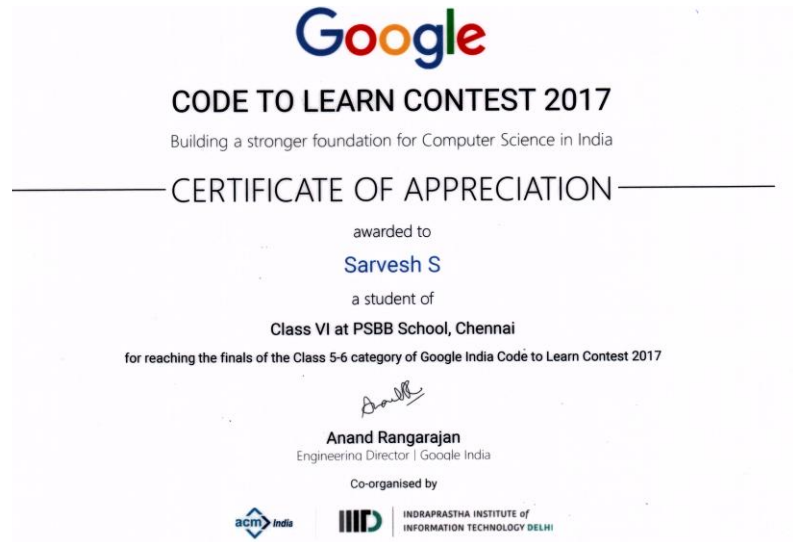 Google
CODE TO LEARN CONTEST 2017
Building a stronger foundation for Computer Science in India
CERTIFICATE OF APPRECIATION
awarded to
Sarvesh S
a student of
Class VI at PSBB School, Chennai
for reaching the finals of the Class 5-6 category of Google India Code to Learn Contest 2017
Anand Rangarajan
Engineering Director | Google India
Co-organised by
acm India
IIID
INDRAPRASTHA INSTITUTE of
INFORMATION TECHNOLOGY DELHI